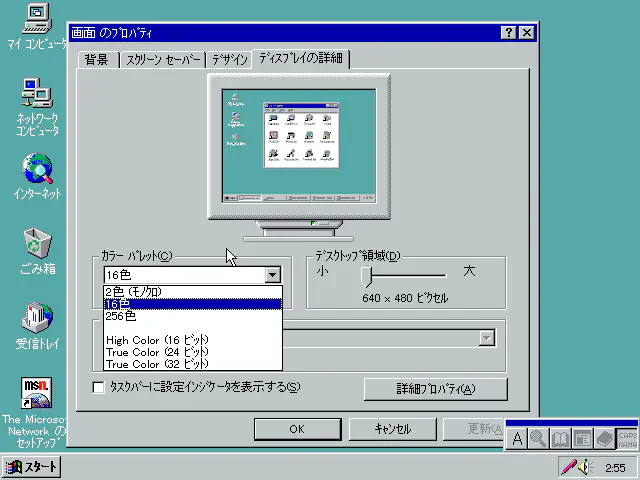 マイ コンピュータ
ネットワーク
コンピュータ
インターネット
ごみ箱
受信トレイ
msn
The Microsof
Network の
セットアップ
画面 のプロパティ
背景
スクリーン セーバー
デザイン
ディスプレイの詳細
カラー パレット(C)
16色
2色 (モノクロ)
16色
256色
High Color (16 ビット)
True Color (24 ビット)
True Color (32 ビット)
デスクトップ領域(D)
小
大
640 × 480 ピクセル
タスクバーに設定インジケータを表示する(S)
詳細プロパティ(A)
OK
キャンセル
更新(A
A
CAPS
KANA
スタート
2:55